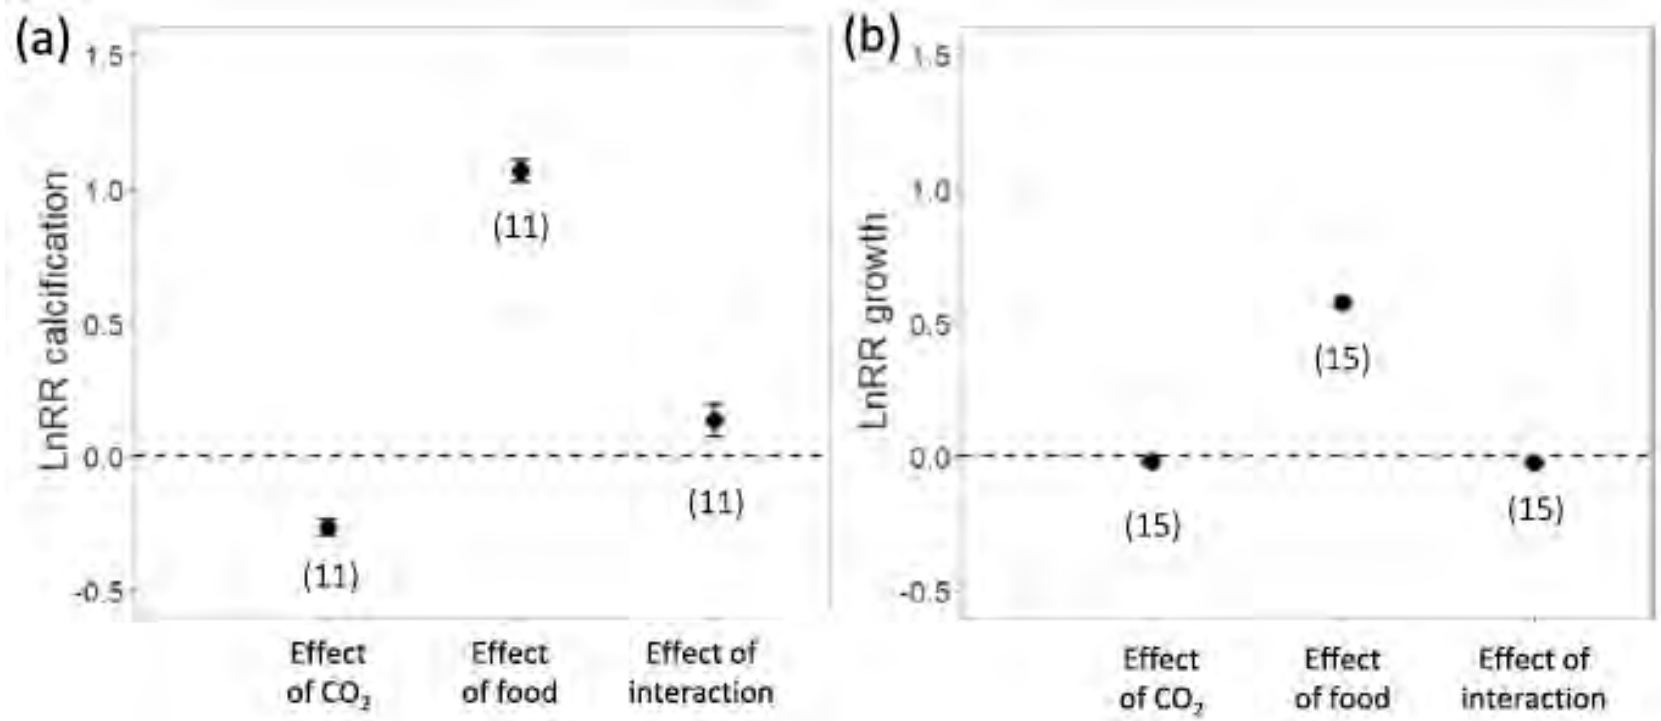 (a)
1.5
1.0
0.5
0.0
-0.5
LnRR calcification
(11)
(11)
(11)
Effect
of CO₂
Effect
of food
Effect of
interaction
(b)
1.5
1.0
0.5
0.0
-0.5
LnRR growth
(15)
(15)
(15)
Effect
of CO₂
Effect
of food
Effect of
interaction